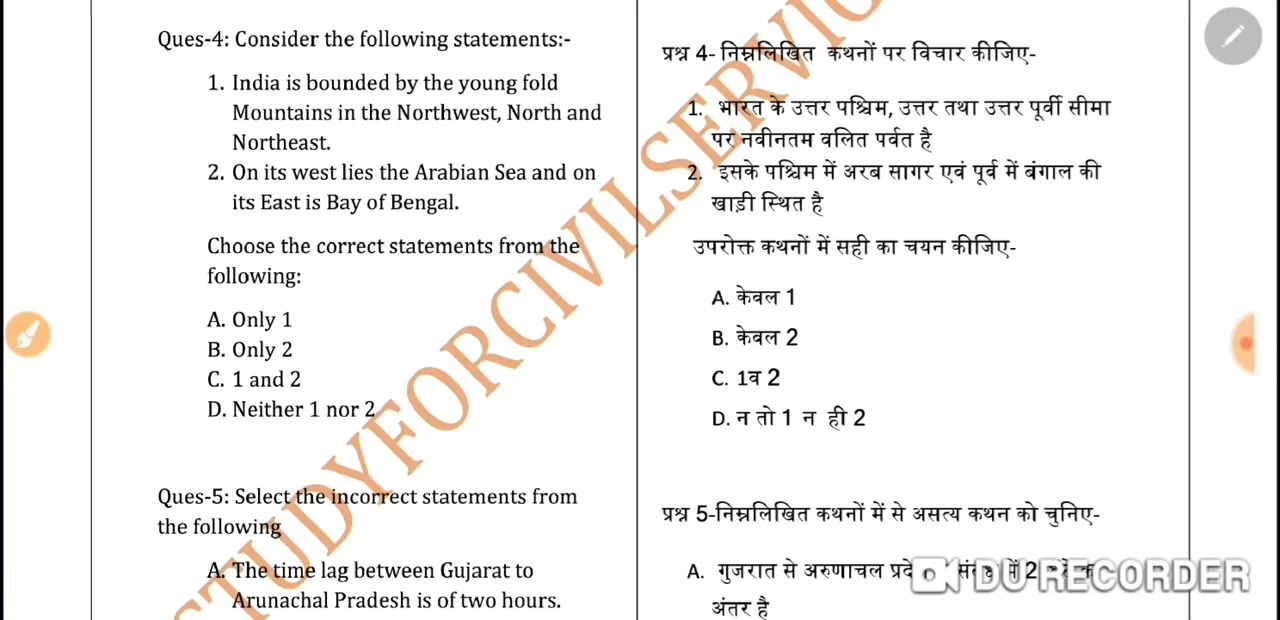 Ques-4: Consider the following statements:-
1. India is bounded by the young fold
Mountains in the Northwest, North and
Northeast.
2. On its west lies the Arabian Sea and on
its East is Bay of Bengal.
Choose the correct statements from the
following:
A. Only 1
B. Only 2
C. 1 and 2
D. Neither 1 nor 2
Ques-5: Select the incorrect statements from
the following
A. The time lag between Gujarat to
Arunachal Pradesh is of two hours.
प्रश्न 4- निम्नलिखित कथनों पर विचार कीजिए-
1. भारत के उत्तर पश्चिम, उत्तर तथा उत्तर पूर्वी सीमा
पर नवीनतम वलित पर्वत है
2. इसके पश्चिम में अरब सागर एवं पूर्व में बंगाल की
खाड़ी स्थित है
उपरोक्त कथनों में सही का चयन कीजिए-
A. केवल 1
B. केवल 2
C. 1व 2
D. न तो 1 न ही 2
प्रश्न 5-निम्नलिखित कथनों में से असत्य कथन को चुनिए-
A. गुजरात से अरुणाचल में 2
अंतर है
STUDYFORCIVILSERVIC
DU RECORDER